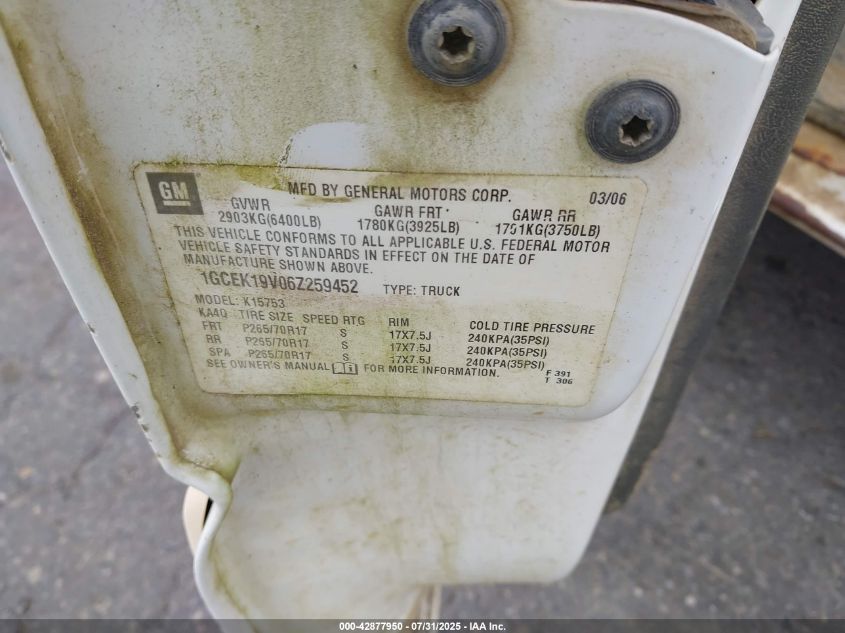 GM
MFD BY GENERAL MOTORS CORP. 03/06
GVWR GAWR FRT GAWR RR
2903KG(6400LB) 1780KG(3925LB) 1701KG(3750LB)
THIS VEHICLE CONFORMS TO ALL APPLICABLE U.S. FEDERAL MOTOR
VEHICLE SAFETY STANDARDS IN EFFECT ON THE DATE OF
MANUFACTURE SHOWN ABOVE.
1GCEK19V06Z259452 TYPE: TRUCK
MODEL: K15753
KA4Q TIRE SIZE SPEED RTG RIM COLD TIRE PRESSURE
FRT P265/70R17 S 17X7.5J 240KPA(35PSI)
RR P265/70R17 S 17X7.5J 240KPA(35PSI)
SPA P265/70R17 S 17X7.5J 240KPA(35PSI)
SEE OWNER'S MANUAL FOR MORE INFORMATION.
F 391
T 306
000-42877950 - 07/31/2025 - IAA Inc.